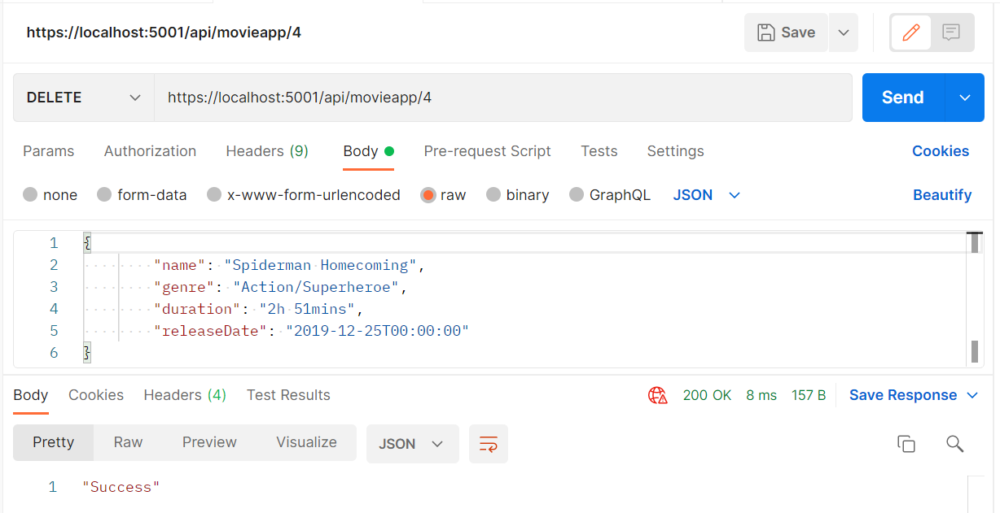 https://localhost:5001/api/movieapp/4 Save
DELETE https://localhost:5001/api/movieapp/4 Send
Params Authorization Headers (9) Body Pre-request Script Tests Settings Cookies
none form-data x-www-form-urlencoded raw binary GraphQL JSON Beautify
1 {
2 "name": "Spiderman Homecoming",
3 "genre": "Action/Superheroe",
4 "duration": "2h 51mins",
5 "releaseDate": "2019-12-25T00:00:00"
6 }
Body Cookies Headers (4) Test Results 200 OK 8 ms 157 B Save Response
Pretty Raw Preview Visualize JSON
1 "Success"